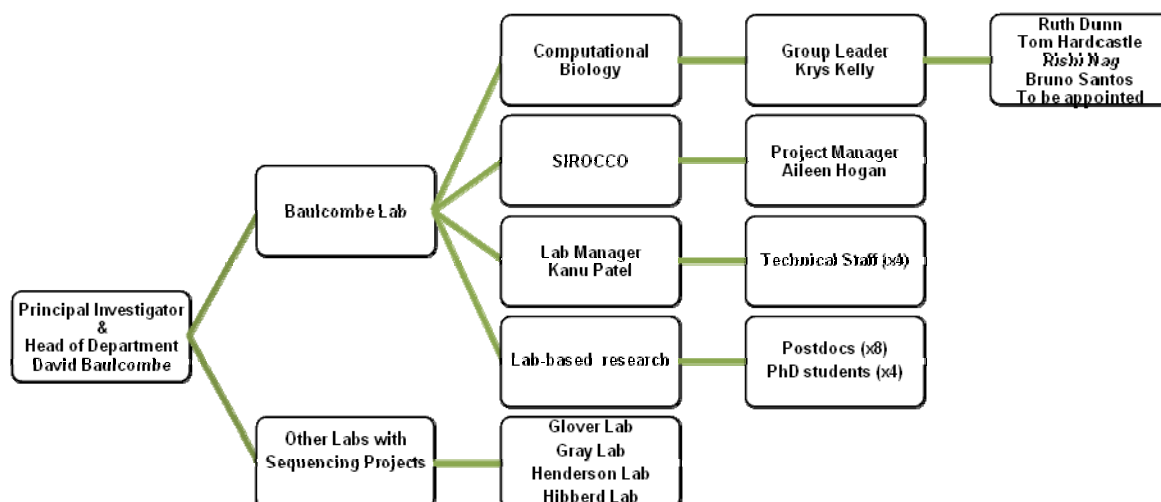 Principal Investigator
&
Head of Department
David Baulcombe
Baulcombe Lab
Computational
Biology
Group Leader
Krys Kelly
Ruth Dunn
Tom Hardcastle
Rishi Nag
Bruno Santos
To be appointed
SIROCCO
Project Manager
Aileen Hogan
Lab Manager
Kanu Patel
Technical Staff (x4)
Lab-based research
Postdocs (x8)
PhD students (x4)
Other Labs with
Sequencing Projects
Glover Lab
Gray Lab
Henderson Lab
Hibberd Lab